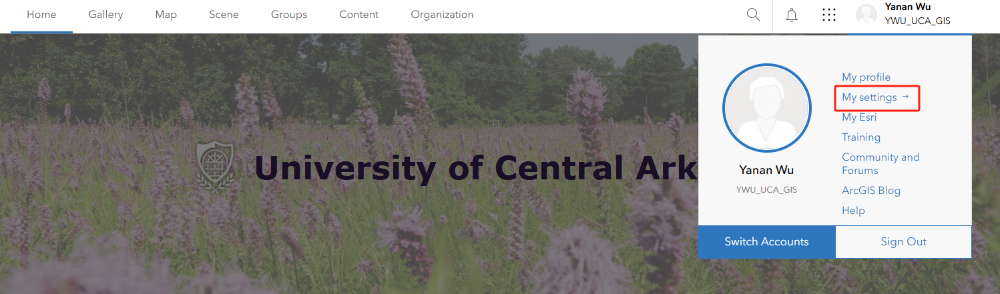 Home
Gallery
Map
Scene
Groups
Content
Organization
Yanan Wu
YWU_UCA_GIS
University of Central Ark
Yanan Wu
YWU_UCA_GIS
My profile
My settings →
My Esri
Training
Community and
Forums
ArcGIS Blog
Help
Switch Accounts
Sign Out